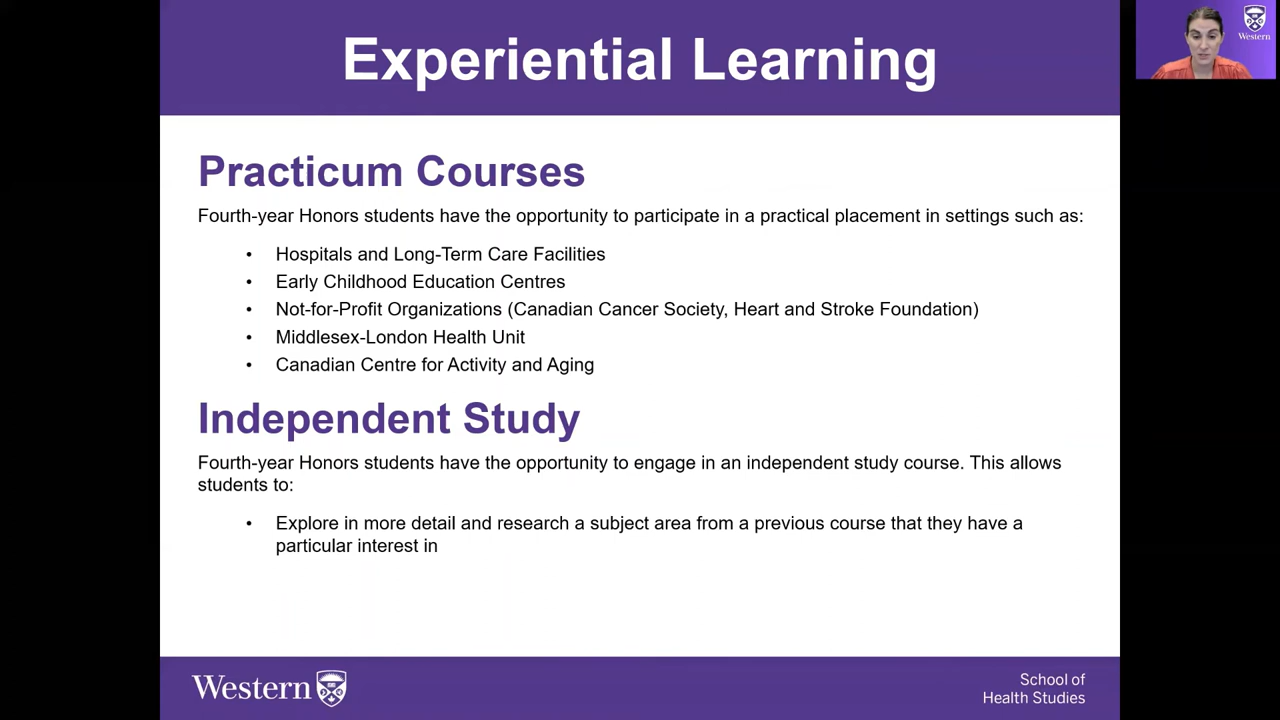 Experiential Learning
Western
Practicum Courses
Fourth-year Honors students have the opportunity to participate in a practical placement in settings such as:
• Hospitals and Long-Term Care Facilities
• Early Childhood Education Centres
• Not-for-Profit Organizations (Canadian Cancer Society, Heart and Stroke Foundation)
• Middlesex-London Health Unit
• Canadian Centre for Activity and Aging
Independent Study
Fourth-year Honors students have the opportunity to engage in an independent study course. This allows
students to:
• Explore in more detail and research a subject area from a previous course that they have a
particular interest in
Western
School of
Health Studies